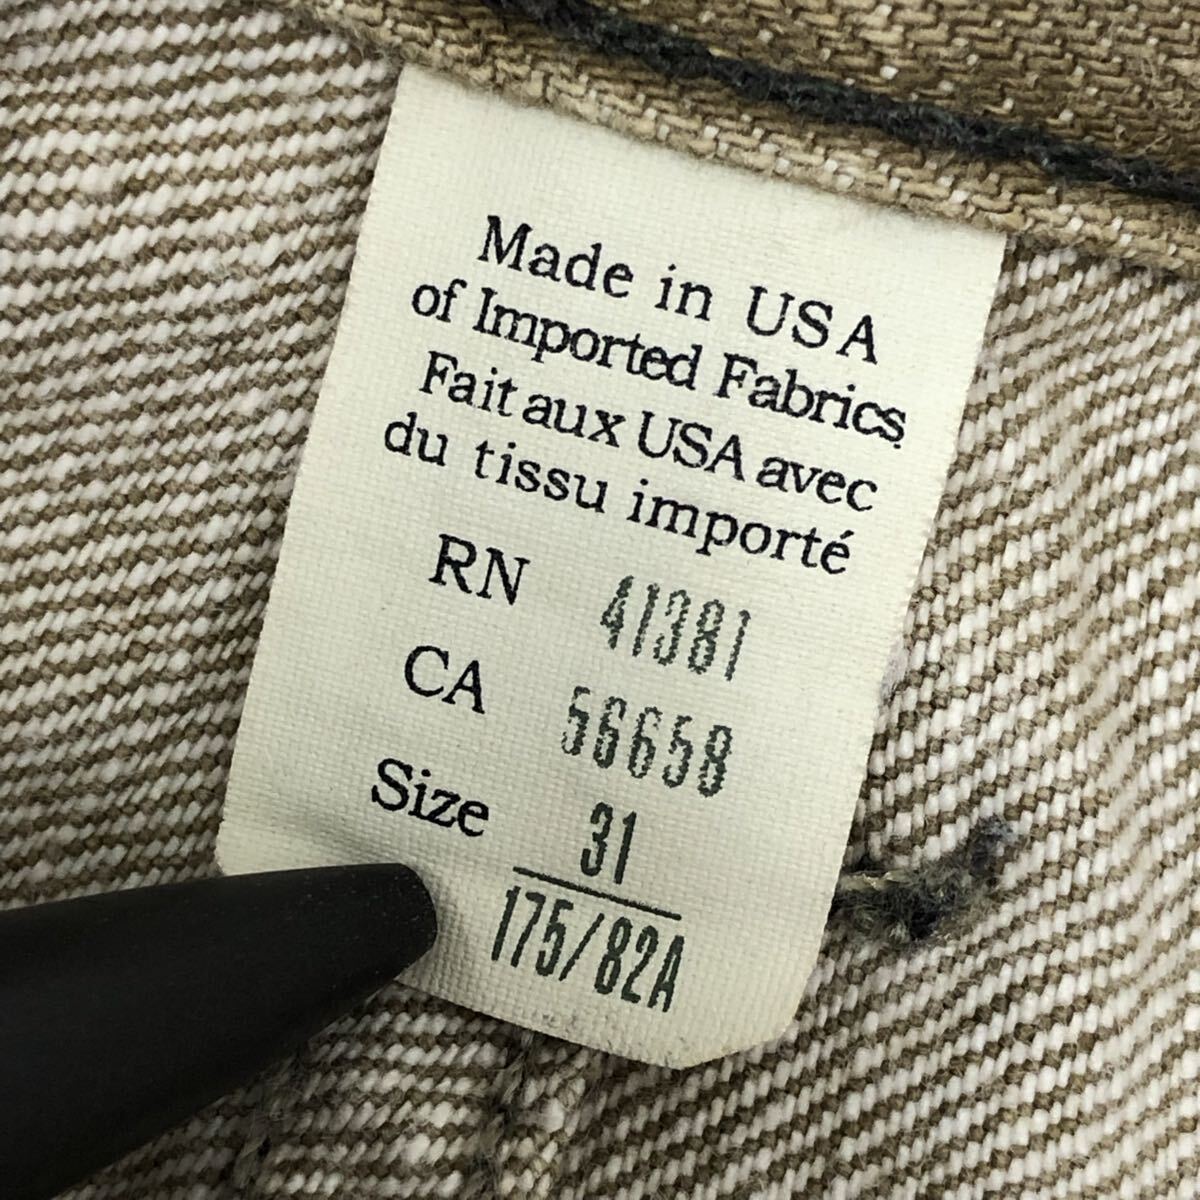 Made in USA
of Imported Fabrics
Fait aux USA avec
du tissu importé
RN 41381
CA 56658
Size 31
175/82A